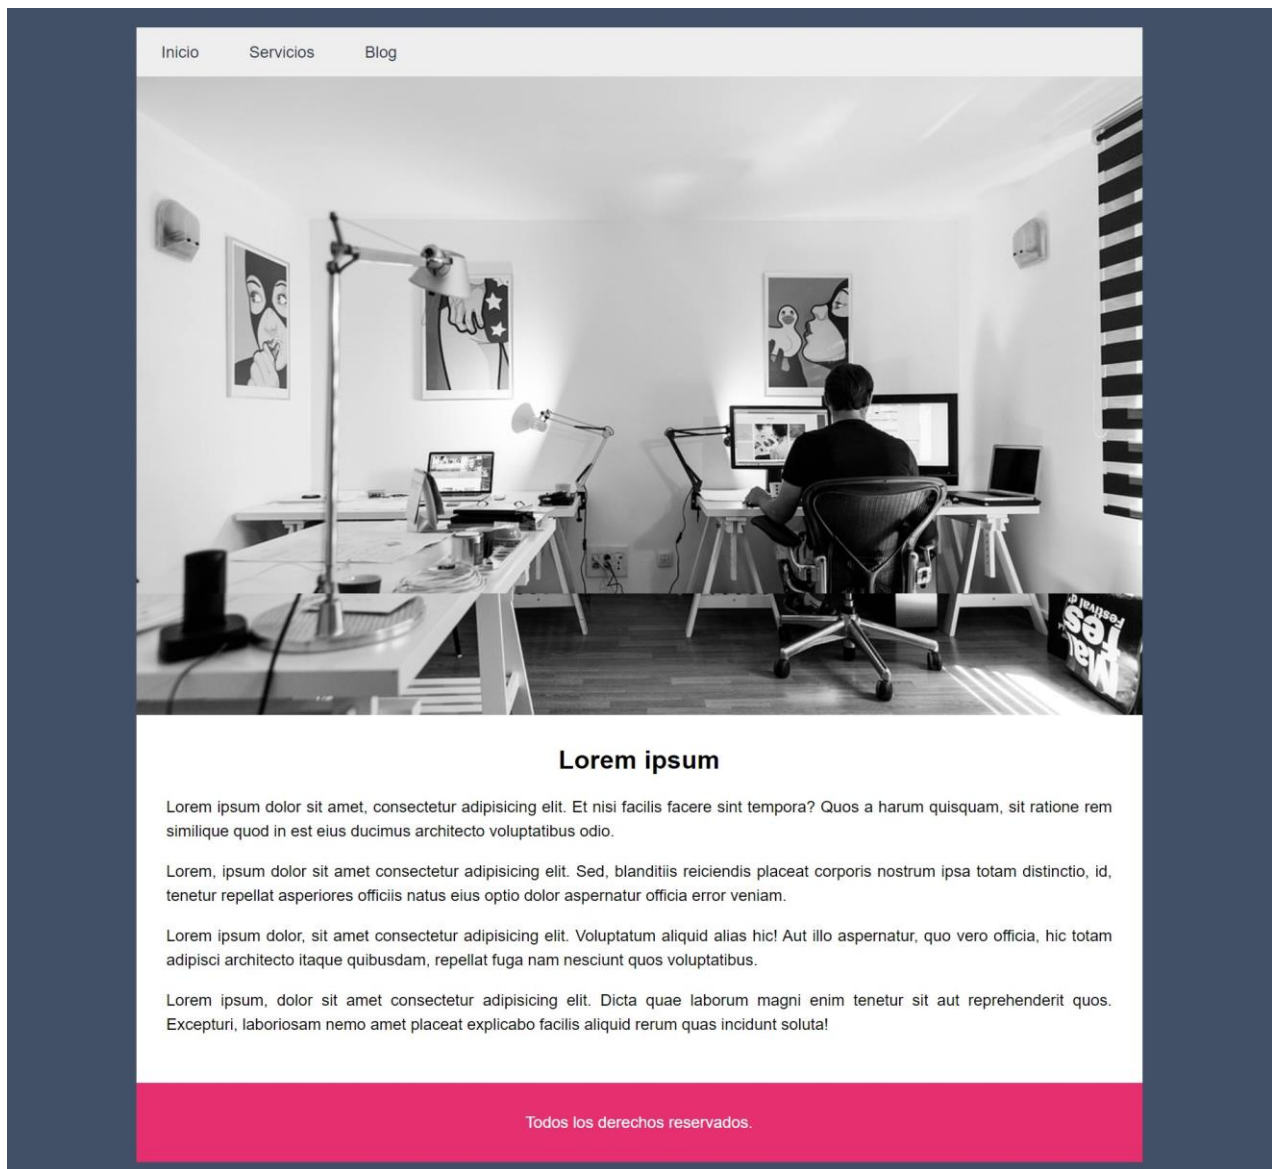 Inicio Servicios Blog
Lorem ipsum
Lorem ipsum dolor sit amet, consectetur adipisicing elit. Et nisi facilis facere sint tempora? Quos a harum quisquam, sit ratione rem
similique quod in est eius ducimus architecto voluptatibus odio.
Lorem, ipsum dolor sit amet consectetur adipisicing elit. Sed, blanditiis reiciendis placeat corporis nostrum ipsa totam distinctio, id,
tenetur repellat asperiores officiis natus eius optio dolor aspernatur officia error veniam.
Lorem ipsum dolor, sit amet consectetur adipisicing elit. Voluptatum aliquid alias hic! Aut illo aspernatur, quo vero officia, hic totam
adipisci architecto itaque quibusdam, repellat fuga nam nesciunt quos voluptatibus.
Lorem ipsum, dolor sit amet consectetur adipisicing elit. Dicta quae laborum magni enim tenetur sit aut reprehenderit quos.
Excepturi, laboriosam nemo amet placeat explicabo facilis aliquid rerum quas incidunt soluta!
Todos los derechos reservados.